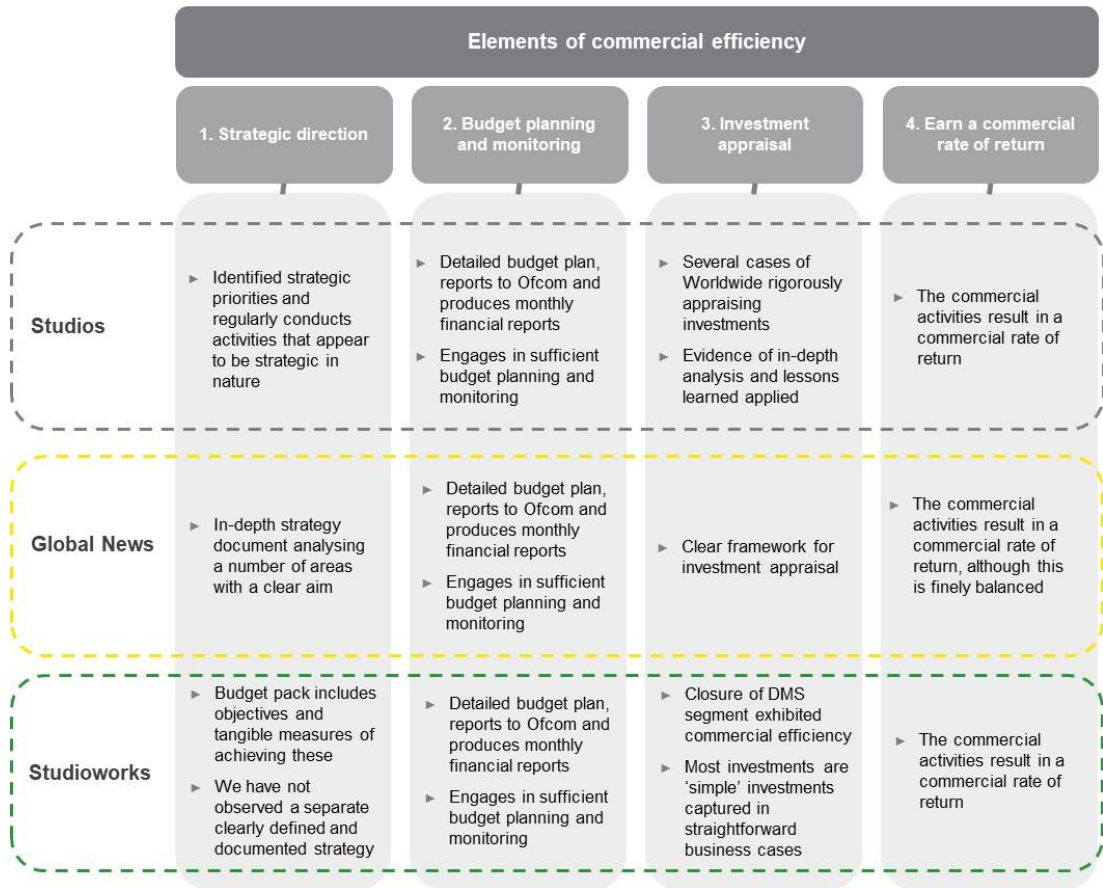 Elements of commercial efficiency
1. Strategic direction
2. Budget planning
and monitoring
3. Investment
appraisal
4. Earn a commercial
rate of return
Studios
► Identified strategic
priorities and
regularly conducts
activities that appear
to be strategic in
nature
► Detailed budget plan,
reports to Ofcom and
produces monthly
financial reports
► Engages in sufficient
budget planning and
monitoring
► Several cases of
Worldwide rigorously
appraising
investments
► Evidence of in-depth
analysis and lessons
learned applied
► The commercial
activities result in a
commercial rate of
return
Global News
► In-depth strategy
document analysing
a number of areas
with a clear aim
► Detailed budget plan,
reports to Ofcom and
produces monthly
financial reports
► Engages in sufficient
budget planning and
monitoring
► Clear framework for
investment appraisal
► The commercial
activities result in a
commercial rate of
return, although this
is finely balanced
Studioworks
► Budget pack includes
objectives and
tangible measures of
achieving these
► We have not
observed a separate
clearly defined and
documented strategy
► Detailed budget plan,
reports to Ofcom and
produces monthly
financial reports
► Engages in sufficient
budget planning and
monitoring
► Closure of DMS
segment exhibited
commercial efficiency
► Most investments are
‘simple’ investments
captured in
straightforward
business cases
► The commercial
activities result in a
commercial rate of
return